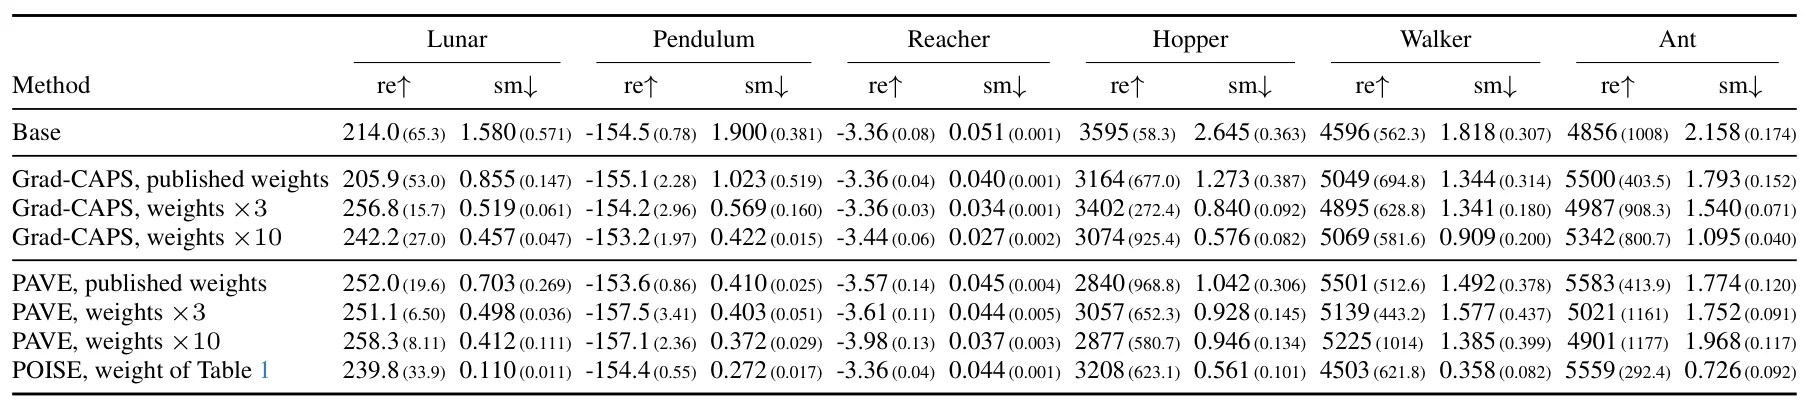 Lunar Pendulum Reacher Hopper Walker Ant
Method re↑ sm↓ re↑ sm↓ re↑ sm↓ re↑ sm↓ re↑ sm↓ re↑ sm↓
Base 214.0 (65.3) 1.580 (0.571) -154.5 (0.78) 1.900 (0.381) -3.36 (0.08) 0.051 (0.001) 3595 (58.3) 2.645 (0.363) 4596 (562.3) 1.818 (0.307) 4856 (1008) 2.158 (0.174)
Grad-CAPS, published weights 205.9 (53.0) 0.855 (0.147) -155.1 (2.28) 1.023 (0.519) -3.36 (0.04) 0.040 (0.001) 3164 (677.0) 1.273 (0.387) 5049 (694.8) 1.344 (0.314) 5500 (403.5) 1.793 (0.152)
Grad-CAPS, weights ×3 256.8 (15.7) 0.519 (0.061) -154.2 (2.96) 0.569 (0.160) -3.36 (0.03) 0.034 (0.001) 3402 (272.4) 0.840 (0.092) 4895 (628.8) 1.341 (0.180) 4987 (908.3) 1.540 (0.071)
Grad-CAPS, weights ×10 242.2 (27.0) 0.457 (0.047) -153.2 (1.97) 0.422 (0.015) -3.44 (0.06) 0.027 (0.002) 3074 (925.4) 0.576 (0.082) 5069 (581.6) 0.909 (0.200) 5342 (800.7) 1.095 (0.040)
PAVE, published weights 252.0 (19.6) 0.703 (0.269) -153.6 (0.86) 0.410 (0.025) -3.57 (0.14) 0.045 (0.004) 2840 (968.8) 1.042 (0.306) 5501 (512.6) 1.492 (0.378) 5583 (413.9) 1.774 (0.120)
PAVE, weights ×3 251.1 (6.50) 0.498 (0.036) -157.5 (3.41) 0.403 (0.051) -3.61 (0.11) 0.044 (0.005) 3057 (652.3) 0.928 (0.145) 5139 (443.2) 1.577 (0.437) 5021 (1161) 1.752 (0.091)
PAVE, weights ×10 258.3 (8.11) 0.412 (0.111) -157.1 (2.36) 0.372 (0.029) -3.98 (0.13) 0.037 (0.003) 2877 (580.7) 0.946 (0.134) 5225 (1014) 1.385 (0.399) 4901 (1177) 1.968 (0.117)
POISE, weight of Table 1 239.8 (33.9) 0.110 (0.011) -154.4 (0.55) 0.272 (0.017) -3.36 (0.04) 0.044 (0.001) 3208 (623.1) 0.561 (0.101) 4503 (621.8) 0.358 (0.082) 5559 (292.4) 0.726 (0.092)